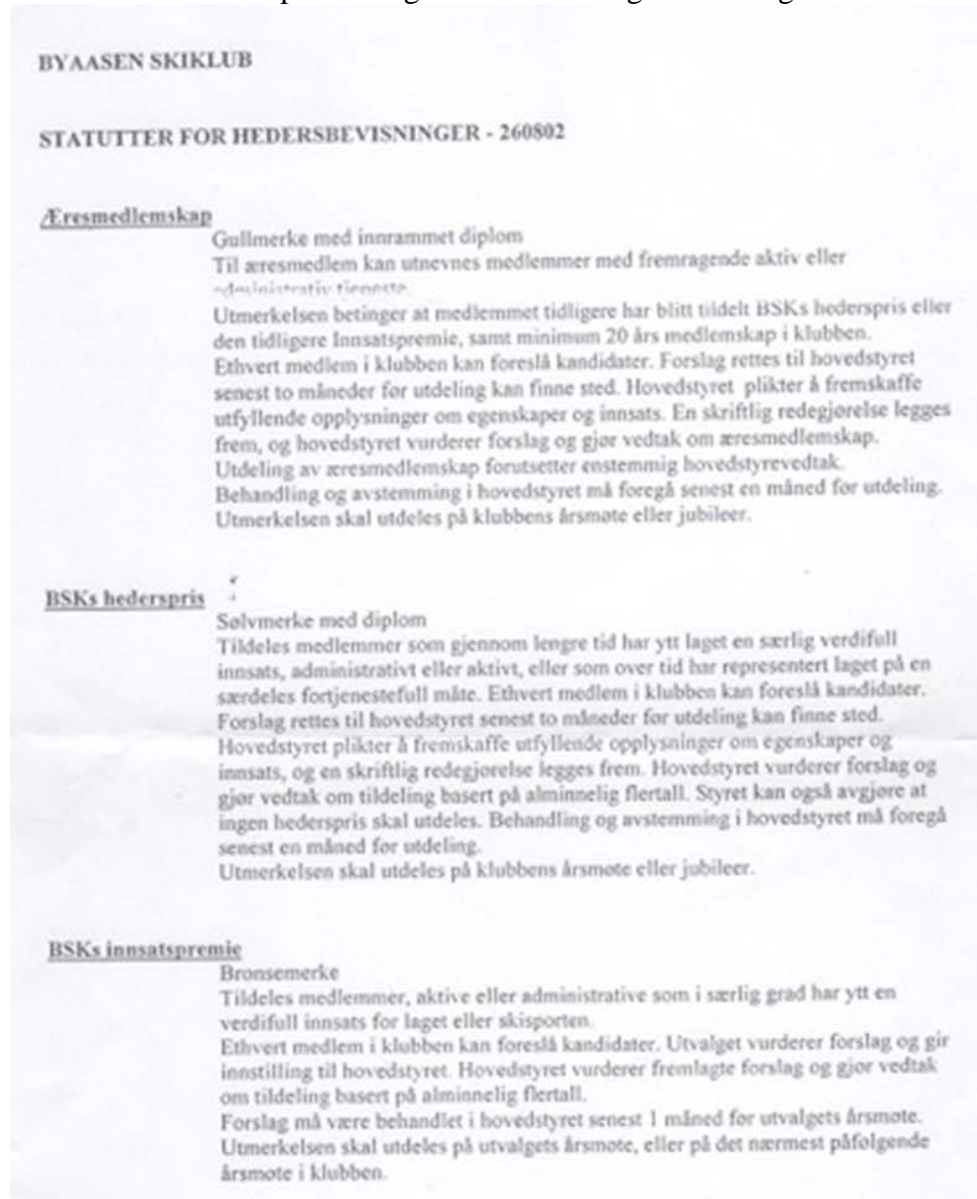 BYAASEN SKIKLUB
STATUTTER FOR HEDERSBEVISNINGER - 260802
Æresmedlemskap
Gullmerke med innrammet diplom
Til æresmedlem kan utnevnes medlemmer med fremragende aktiv eller
administrativ tjeneste.
Utmerkelsen betinger at medlemmet tidligere har blitt tildelt BSKs hederspris eller
den tidligere Innsatspremie, samt minimum 20 års medlemskap i klubben.
Ethvert medlem i klubben kan foreslå kandidater. Forslag rettes til hovedstyret
senest to måneder før utdeling kan finne sted. Hovedstyret plikter å fremskaffe
utfyllende opplysninger om egenskaper og innsats. En skriftlig redegjørelse legges
frem, og hovedstyret vurderer forslag og gjør vedtak om æresmedlemskap.
Utdeling av æresmedlemskap forutsetter enstemmig hovedstyrevedtak.
Behandling og avstemming i hovedstyret må foregå senest en måned før utdeling.
Utmerkelsen skal utdeles på klubbens årsmøte eller jubileer.
BSKs hederspris
Sølvmerke med diplom
Tildeles medlemmer som gjennom lengre tid har ytt laget en særlig verdifull
innsats, administrativt eller aktivt, eller som over tid har representert laget på en
særdeles fortjenestefull måte. Ethvert medlem i klubben kan foreslå kandidater.
Forslag rettes til hovedstyret senest to måneder før utdeling kan finne sted.
Hovedstyret plikter å fremskaffe utfyllende opplysninger om egenskaper og
innsats, og en skriftlig redegjørelse legges frem. Hovedstyret vurderer forslag og
gjør vedtak om tildeling basert på alminnelig flertall. Styret kan også avgjøre at
ingen hederspris skal utdeles. Behandling og avstemming i hovedstyret må foregå
senest en måned før utdeling.
Utmerkelsen skal utdeles på klubbens årsmøte eller jubileer.
BSKs innsatspremie
Bronsemerke
Tildeles medlemmer, aktive eller administrative som i særlig grad har ytt en
verdifull innsats for laget eller skisporten.
Ethvert medlem i klubben kan foreslå kandidater. Utvalget vurderer forslag og gir
innstilling til hovedstyret. Hovedstyret vurderer fremlagte forslag og gjør vedtak
om tildeling basert på alminnelig flertall.
Forslag må være behandlet i hovedstyret senest 1 måned før utvalgets årsmøte.
Utmerkelsen skal utdeles på utvalgets årsmøte, eller på det nærmest påfølgende
årsmøte i klubben.